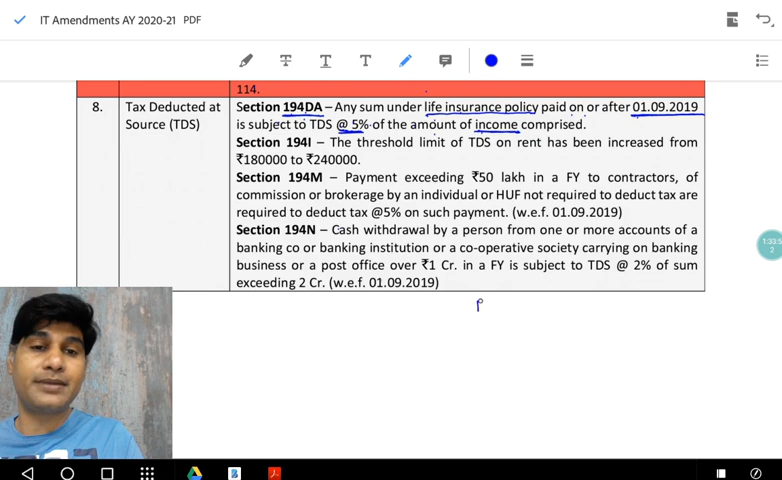 IT Amendments AY 2020-21 PDF
114.
8. Tax Deducted at Source (TDS)
Section 194DA – Any sum under life insurance policy paid on or after 01.09.2019
is subject to TDS @ 5% of the amount of income comprised.
Section 194I – The threshold limit of TDS on rent has been increased from
₹180000 to ₹240000.
Section 194M – Payment exceeding ₹50 lakh in a FY to contractors, of
commission or brokerage by an individual or HUF not required to deduct tax are
required to deduct tax @5% on such payment. (w.e.f. 01.09.2019)
Section 194N – Cash withdrawal by a person from one or more accounts of a
banking co or banking institution or a co-operative society carrying on banking
business or a post office over ₹1 Cr. in a FY is subject to TDS @ 2% of sum
exceeding 2 Cr. (w.e.f. 01.09.2019)